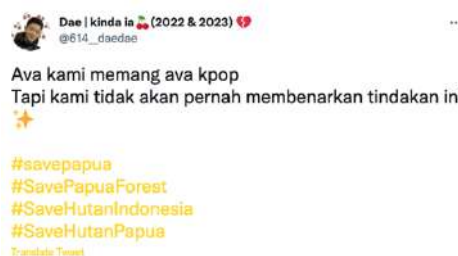 Dae | kinda ia 🍒 (2022 & 2023) 💔
@614__daedae
Ava kami memang ava kpop
Tapi kami tidak akan pernah membenarkan tindakan in
✨
#savepapua
#SavePapuaForest
#SaveHutanIndonesia
#SaveHutanPapua
Translate Tweet